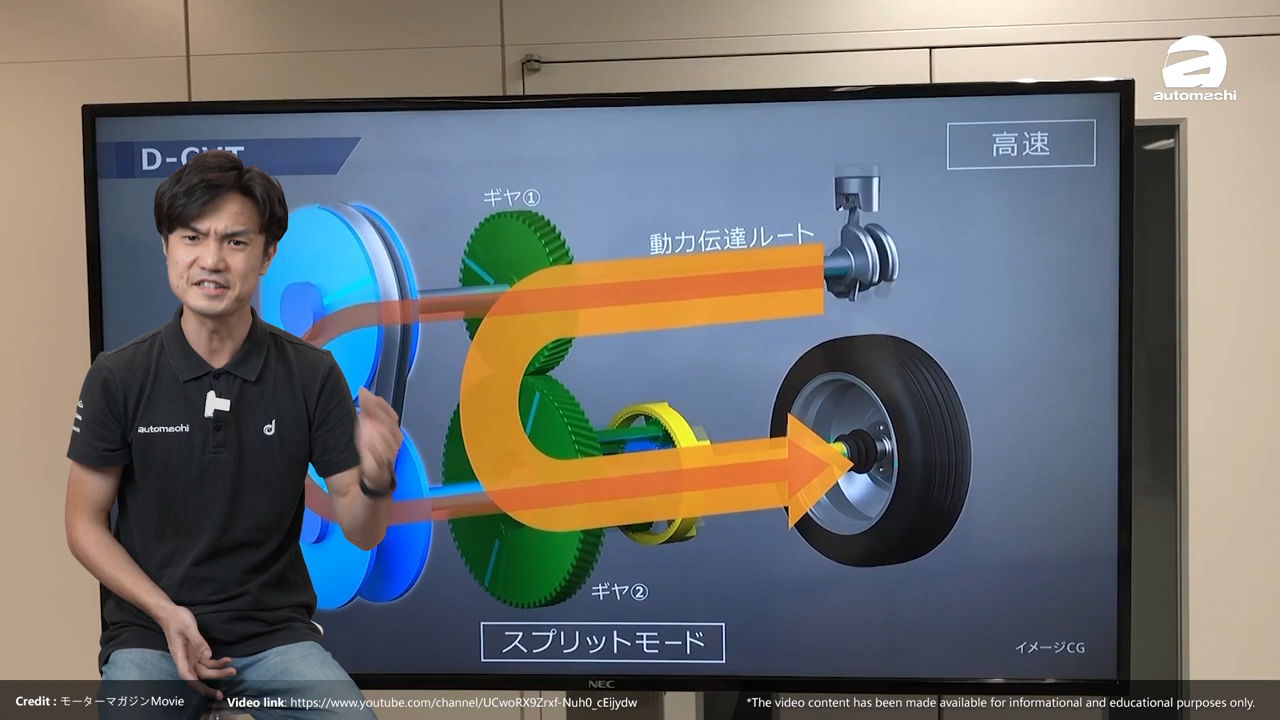 automachi
D-CVT
高速
ギヤ①
動力伝達ルート
automachi
ギヤ②
スプリットモード
イメージCG
NEC
Credit : モーターマガジンMovie
Video link: https://www.youtube.com/channel/UCwoRX9Zrxf-Nuh0_cEijydw
*The video content has been made available for informational and educational purposes only.